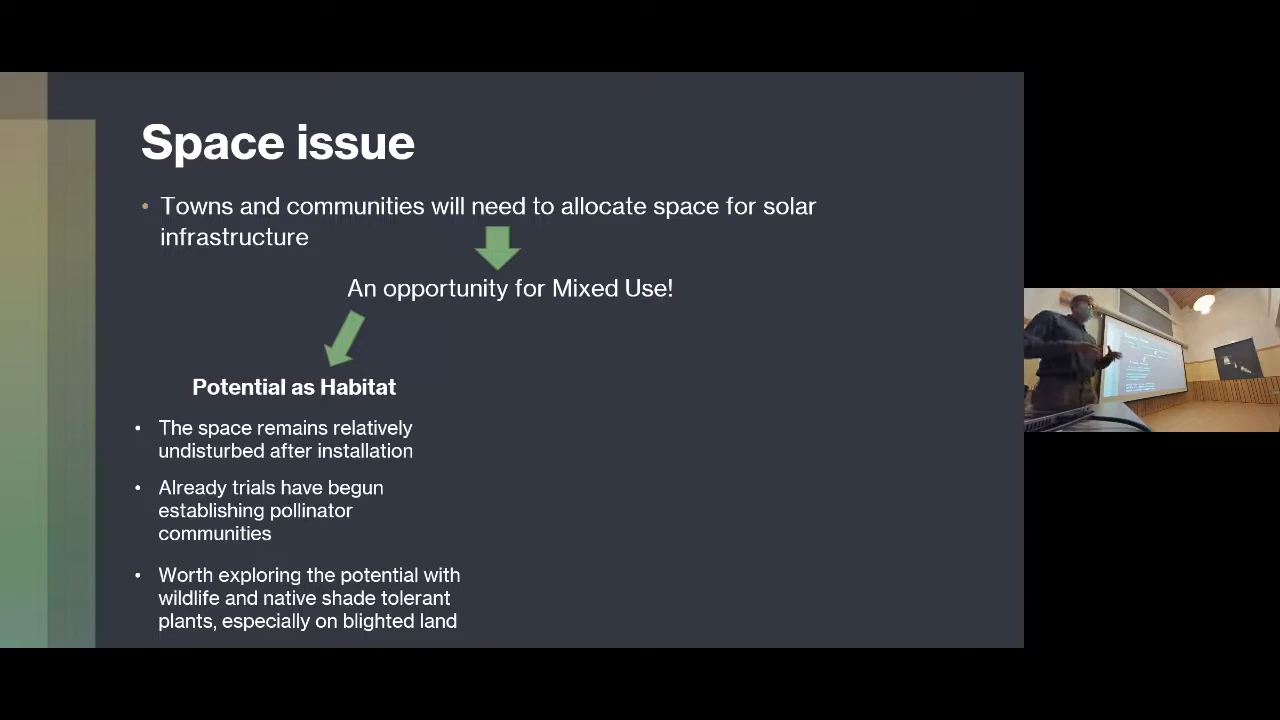 Space issue
• Towns and communities will need to allocate space for solar
infrastructure
An opportunity for Mixed Use!
Potential as Habitat
• The space remains relatively
undisturbed after installation
• Already trials have begun
establishing pollinator
communities
• Worth exploring the potential with
wildlife and native shade tolerant
plants, especially on blighted land